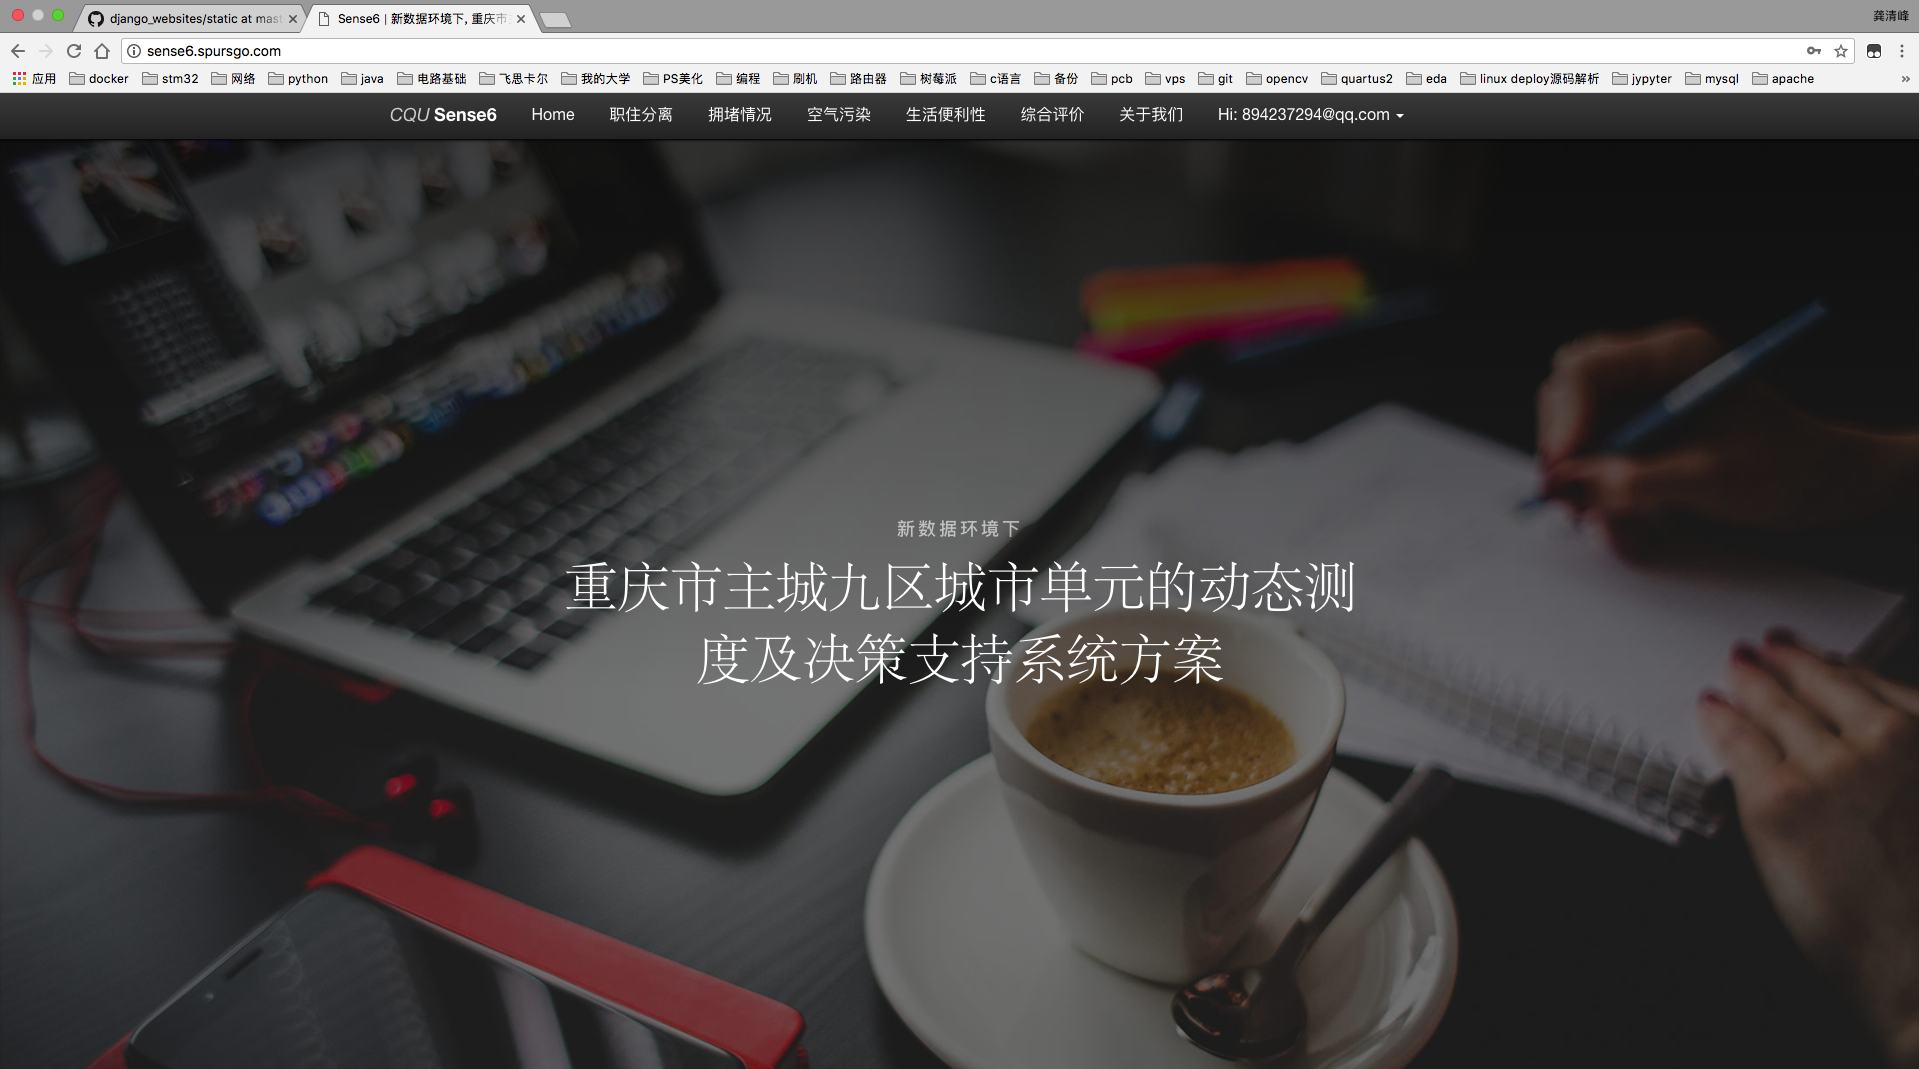 django_websites/static at mast
Sense6 | 新数据环境下, 重庆市
龚清峰
sense6.spursgo.com
应用 docker stm32 网络 python java 电路基础 飞思卡尔 我的大学 PS美化 编程 刷机 路由器 树莓派 c语言 备份 pcb vps git opencv quartus2 eda linux deploy源码解析 jypyter mysql apache »
CQU Sense6 Home 职住分离 拥堵情况 空气污染 生活便利性 综合评价 关于我们 Hi: 894237294@qq.com
新数据环境下
重庆市主城九区城市单元的动态测
度及决策支持系统方案